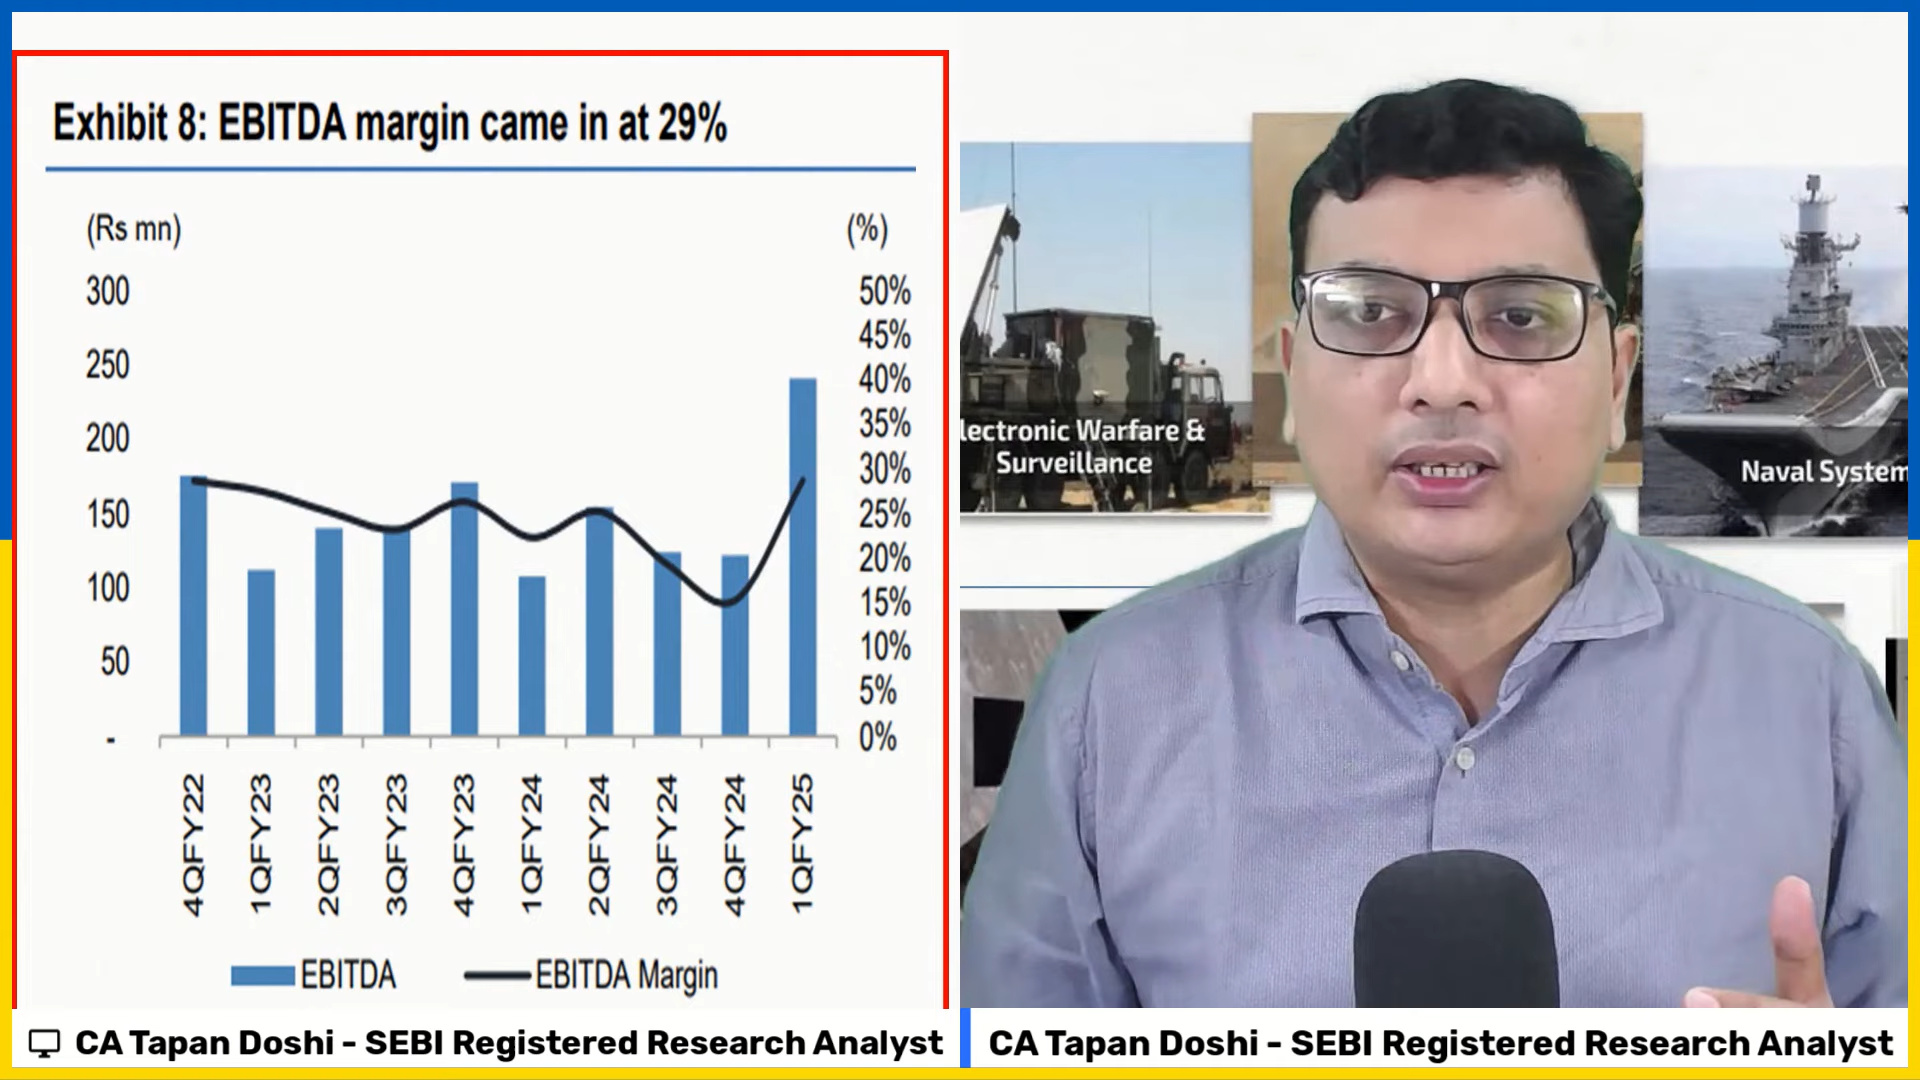 Exhibit 8: EBITDA margin came in at 29%
(Rs mn)
(%)
300
250
200
150
100
50
-
50%
45%
40%
35%
30%
25%
20%
15%
10%
5%
0%
4QFY22
1QFY23
2QFY23
3QFY23
4QFY23
1QFY24
2QFY24
3QFY24
4QFY24
1QFY25
EBITDA
EBITDA Margin
lectronic Warfare &
Surveillance
Naval System
CA Tapan Doshi - SEBI Registered Research Analyst
CA Tapan Doshi - SEBI Registered Research Analyst